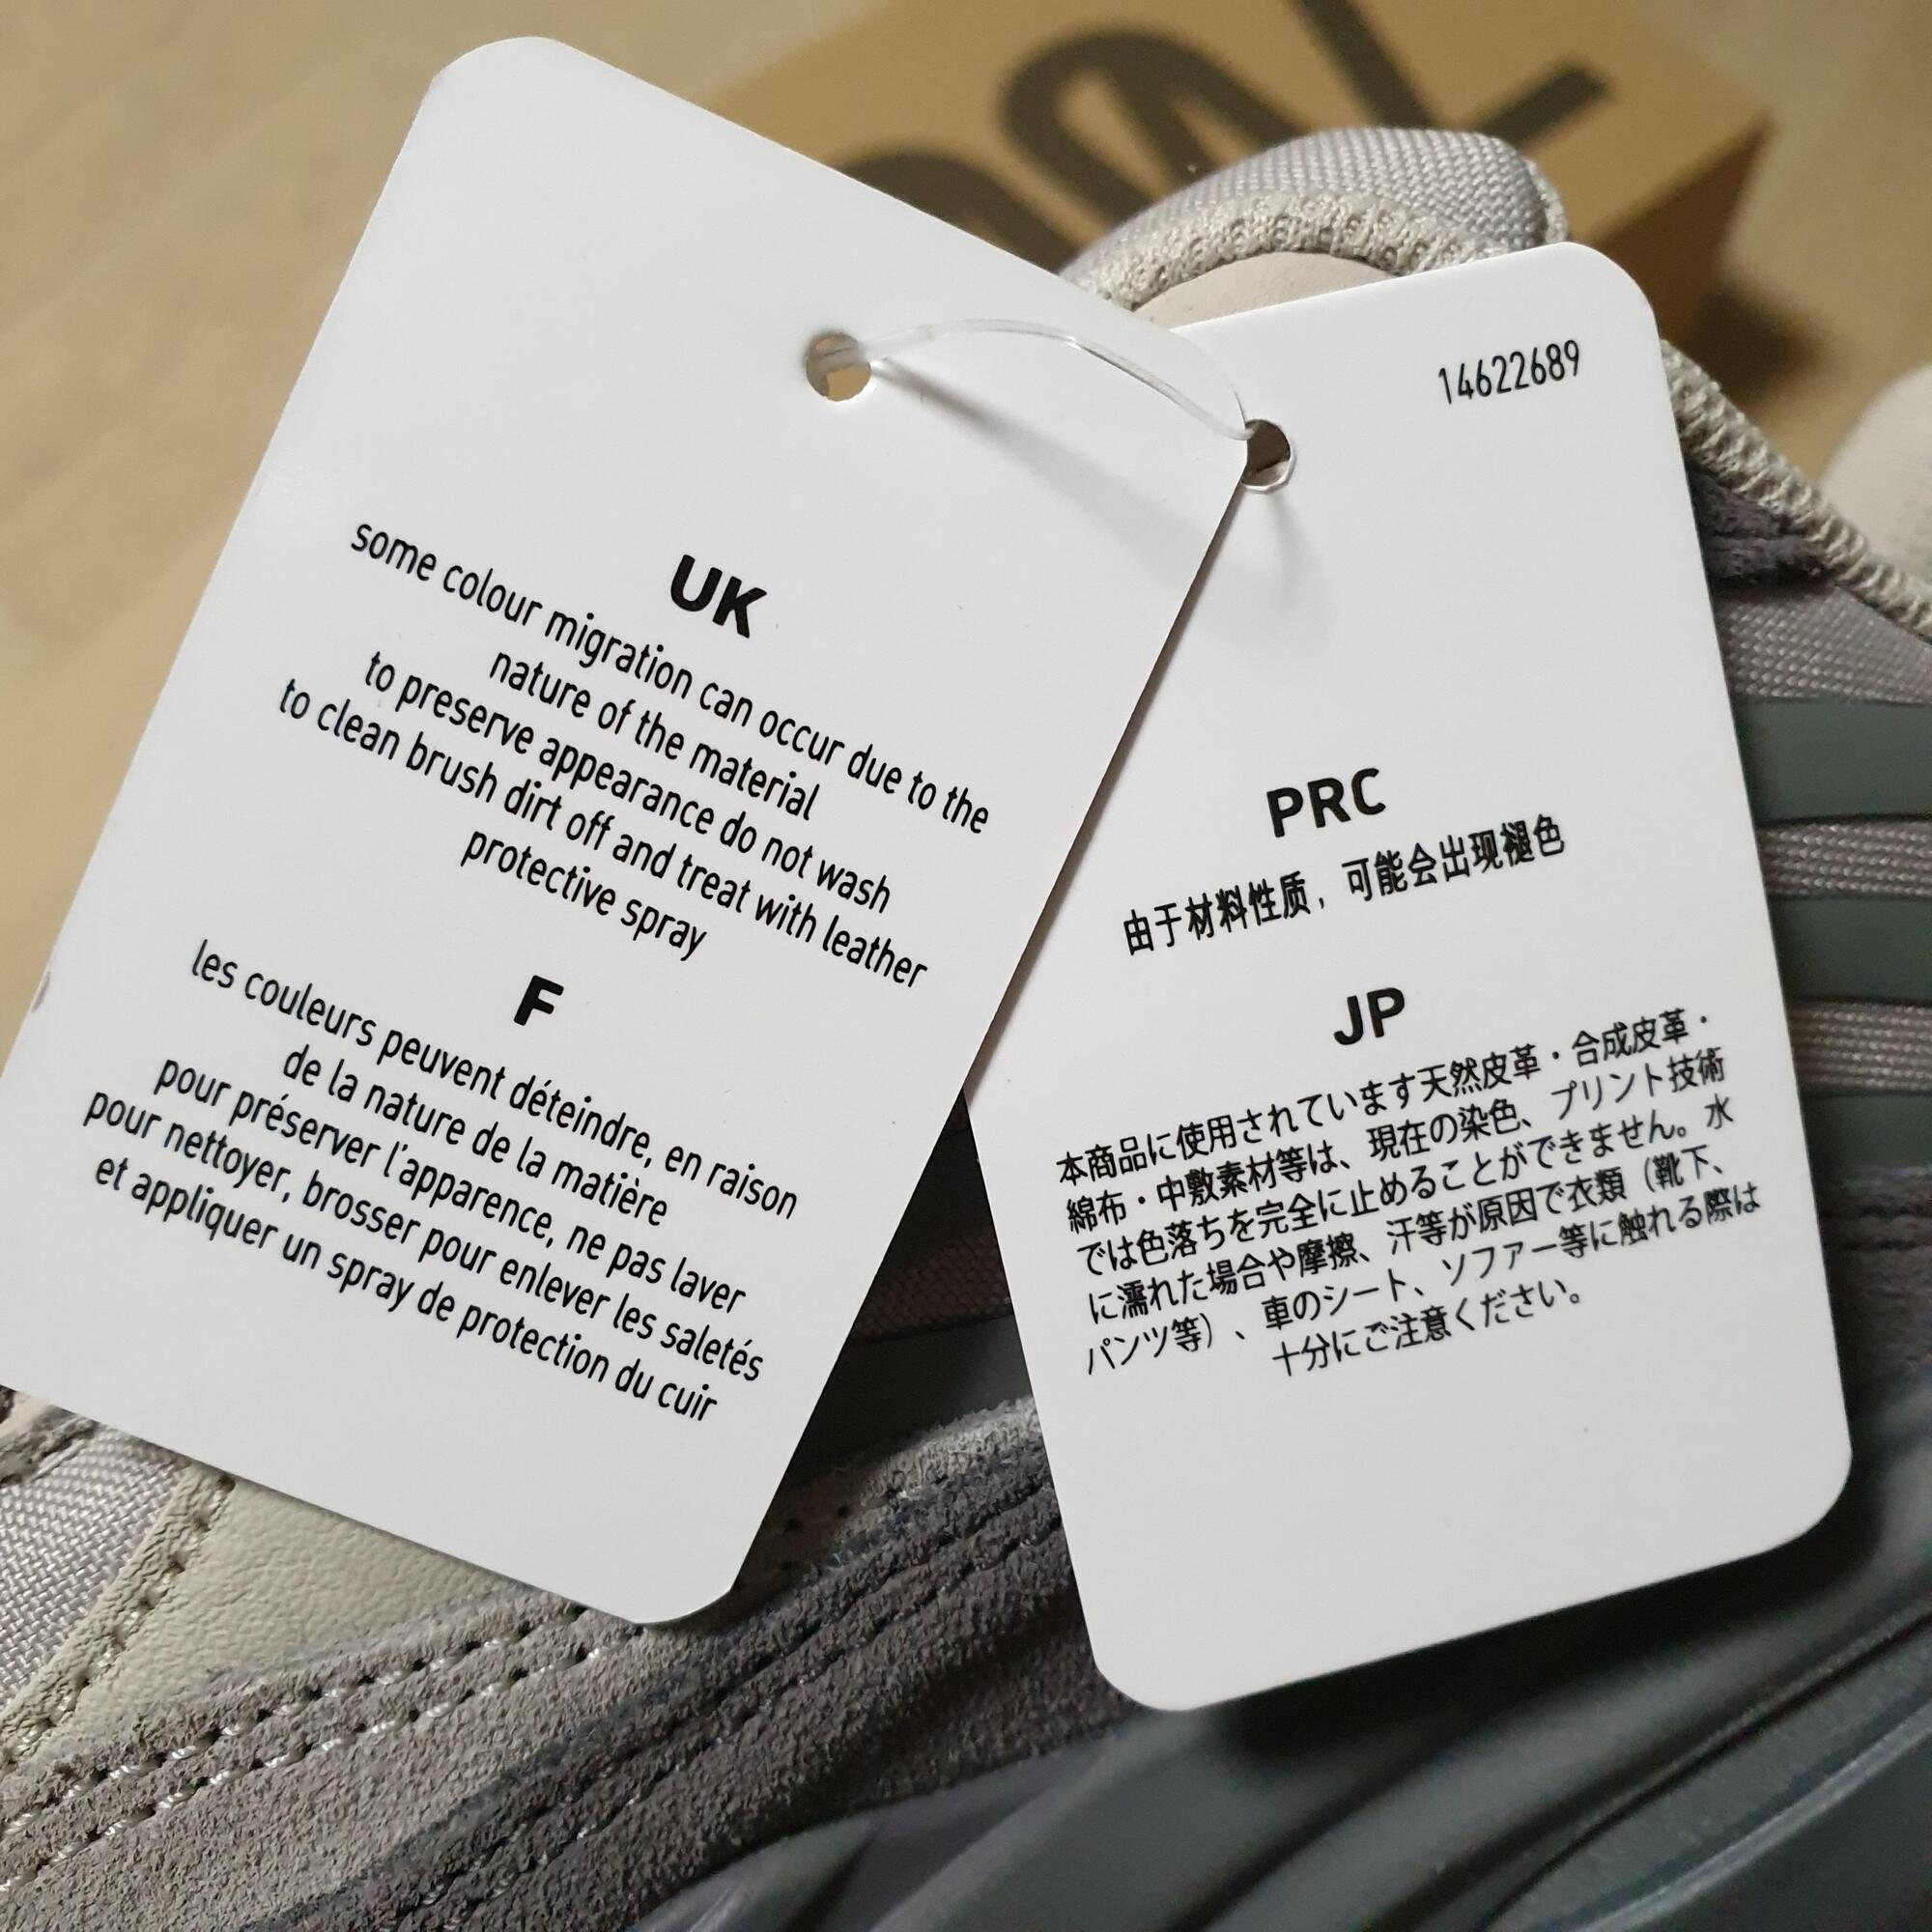 UK
some colour migration can occur due to the
nature of the material
to preserve appearance do not wash
to clean brush dirt off and treat with leather
protective spray
F
les couleurs peuvent déteindre, en raison
de la nature de la matière
pour préserver l'apparence, ne pas laver
pour nettoyer, brosser pour enlever les saletés
et appliquer un spray de protection du cuir
14622689
PRC
由于材料性质，可能会出现褪色
JP
本商品に使用されています天然皮革・合成皮革・
綿布・中敷素材等は、現在の染色、プリント技術
では色落ちを完全に止めることができません。水
に濡れた場合や摩擦、汗等が原因で衣類（靴下、
パンツ等）、車のシート、ソファー等に触れる際は
十分にご注意ください。